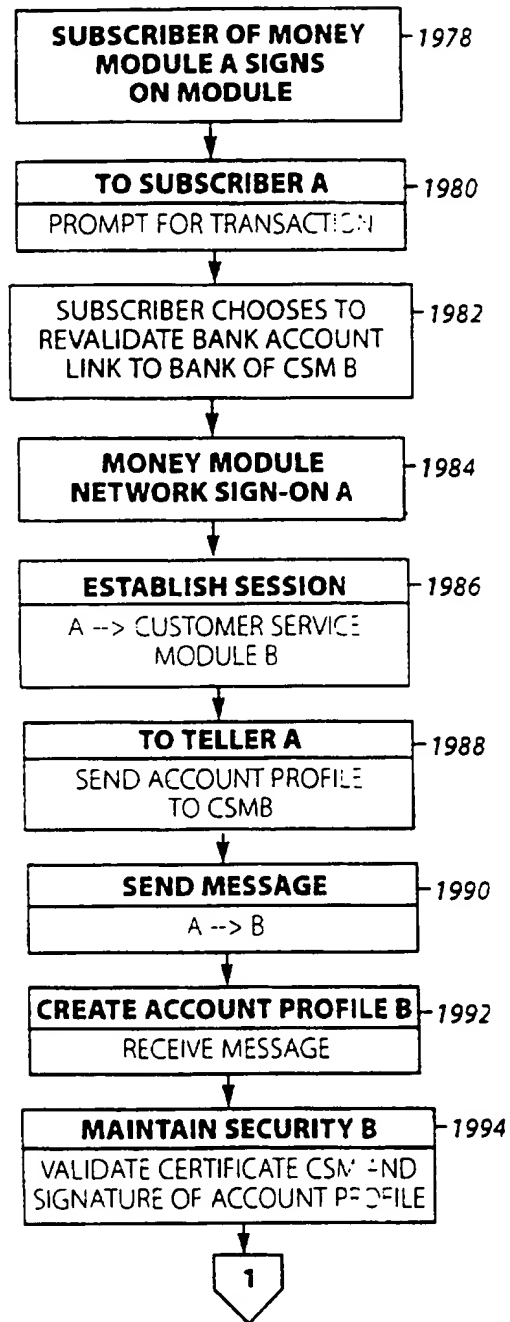 SUBSCRIBER OF MONEY
MODULE A SIGNS
ON MODULE
1978
TO SUBSCRIBER A
1980
PROMPT FOR TRANSACTION
SUBSCRIBER CHOOSES TO
REVALIDATE BANK ACCOUNT
LINK TO BANK OF CSM B
1982
MONEY MODULE
NETWORK SIGN-ON A
1984
ESTABLISH SESSION
1986
A --> CUSTOMER SERVICE
MODULE B
TO TELLER A
1988
SEND ACCOUNT PROFILE
TO CSMB
SEND MESSAGE
1990
A --> B
CREATE ACCOUNT PROFILE B
1992
RECEIVE MESSAGE
MAINTAIN SECURITY B
1994
VALIDATE CERTIFICATE CSM AND
SIGNATURE OF ACCOUNT PROFILE
1